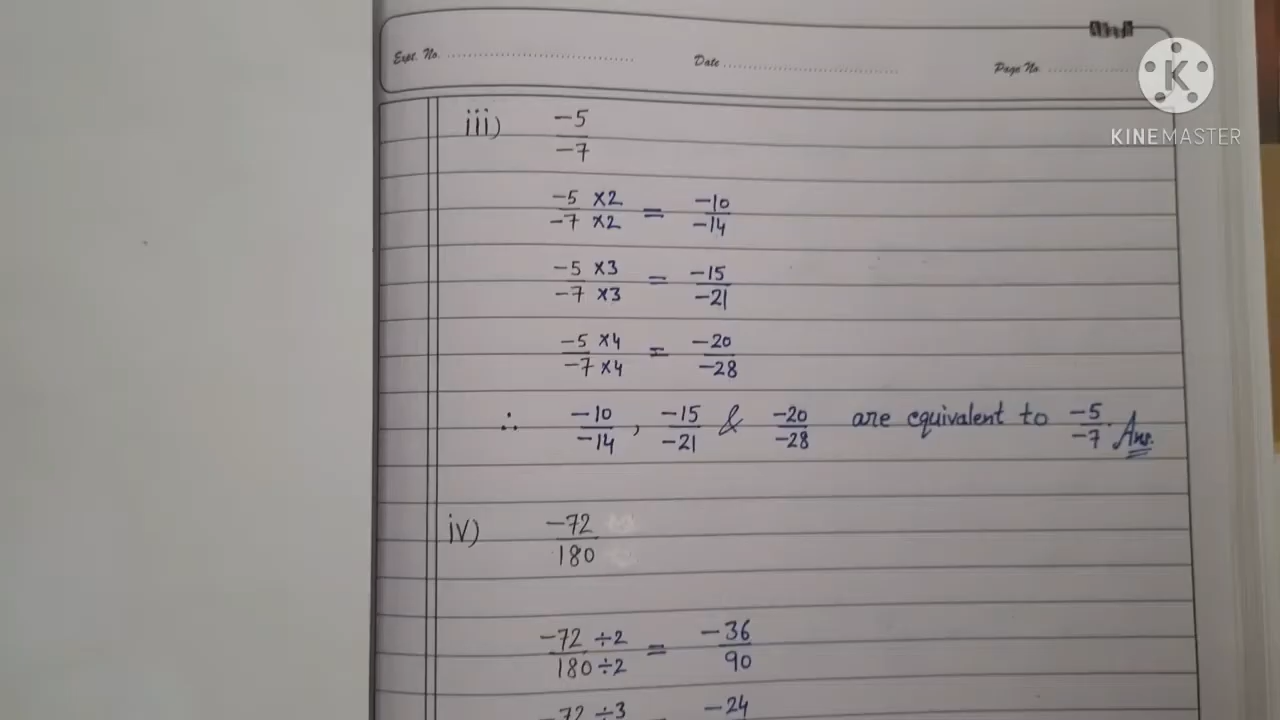 Expt. No. Date Page No.
KINEMASTER
iii) -5/-7
-5 ×2/-7 ×2 = -10/-14
-5 ×3/-7 ×3 = -15/-21
-5 ×4/-7 ×4 = -20/-28
∴ -10/-14, -15/-21 & -20/-28 are equivalent to -5/-7. Ans.
iv) -72/180
-72 ÷2/180 ÷2 = -36/90
-72 ÷3 = -24